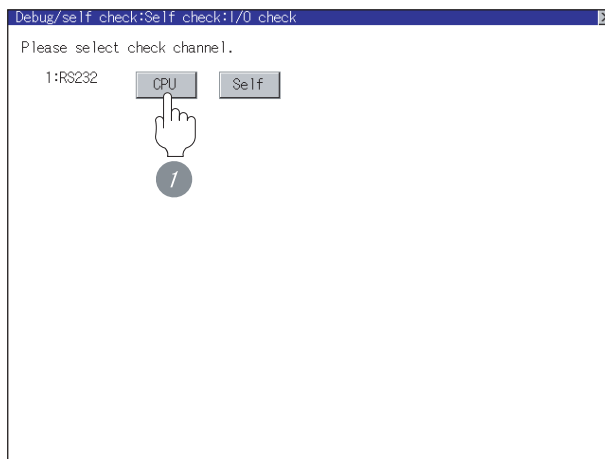 Debug/self check:Self check:I/O check
Please select check channel.
1:RS232 CPU Self
1